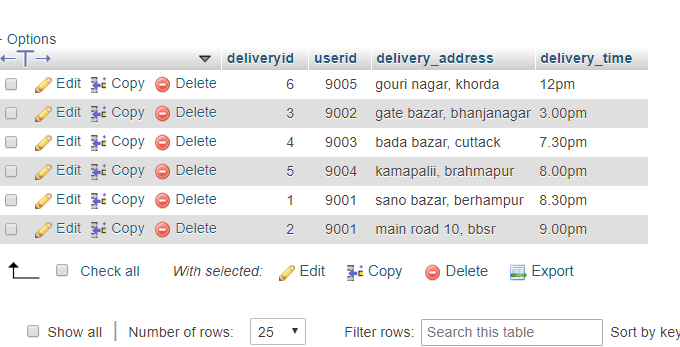 - Options
←T→ deliveryid userid delivery_address delivery_time
Edit Copy Delete 6 9005 gouri nagar, khorda 12pm
Edit Copy Delete 3 9002 gate bazar, bhanjanagar 3.00pm
Edit Copy Delete 4 9003 bada bazar, cuttack 7.30pm
Edit Copy Delete 5 9004 kamapalii, brahmapur 8.00pm
Edit Copy Delete 1 9001 sano bazar, berhampur 8.30pm
Edit Copy Delete 2 9001 main road 10, bbsr 9.00pm
Check all With selected: Edit Copy Delete Export
Show all | Number of rows: 25 Filter rows: Search this table Sort by key